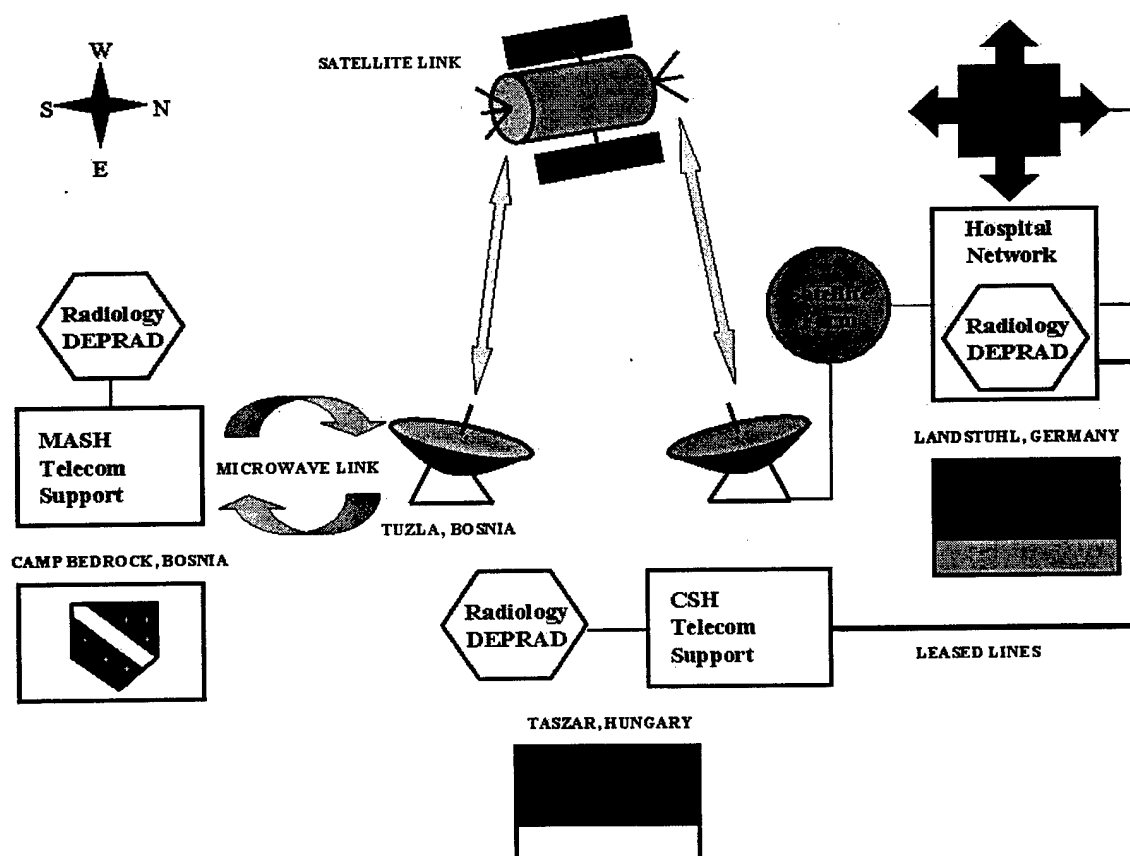 W
S N
E
SATELLITE LINK
Hospital
Network
Radiology
DEPRAD
LANDSTUHL, GERMANY
Radiology
DEPRAD
MASH
Telecom
Support
MICROWAVE LINK
TUZLA, BOSNIA
CAMP BEDROCK, BOSNIA
Radiology
DEPRAD
CSH
Telecom
Support
LEASED LINES
TASZAR, HUNGARY